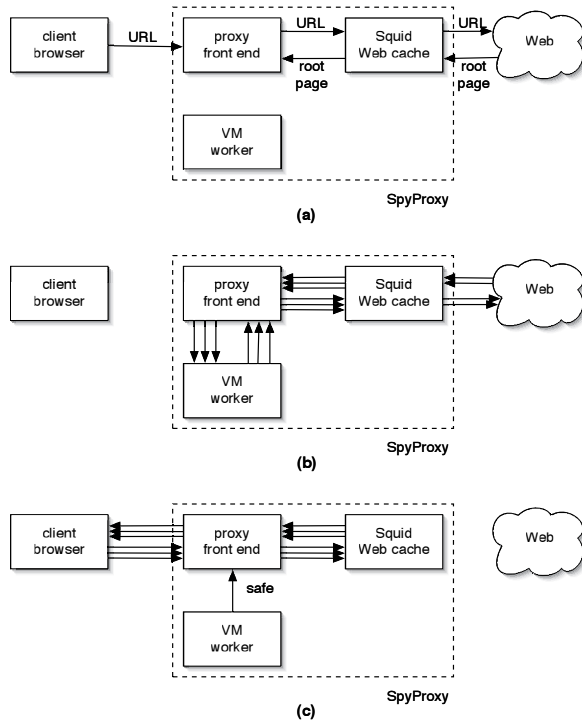 client
browser
URL
proxy
front end
URL
root
page
Squid
Web cache
URL
root
page
Web
VM
worker
SpyProxy
(a)
client
browser
proxy
front end
Squid
Web cache
Web
VM
worker
SpyProxy
(b)
client
browser
proxy
front end
Squid
Web cache
Web
safe
VM
worker
SpyProxy
(c)